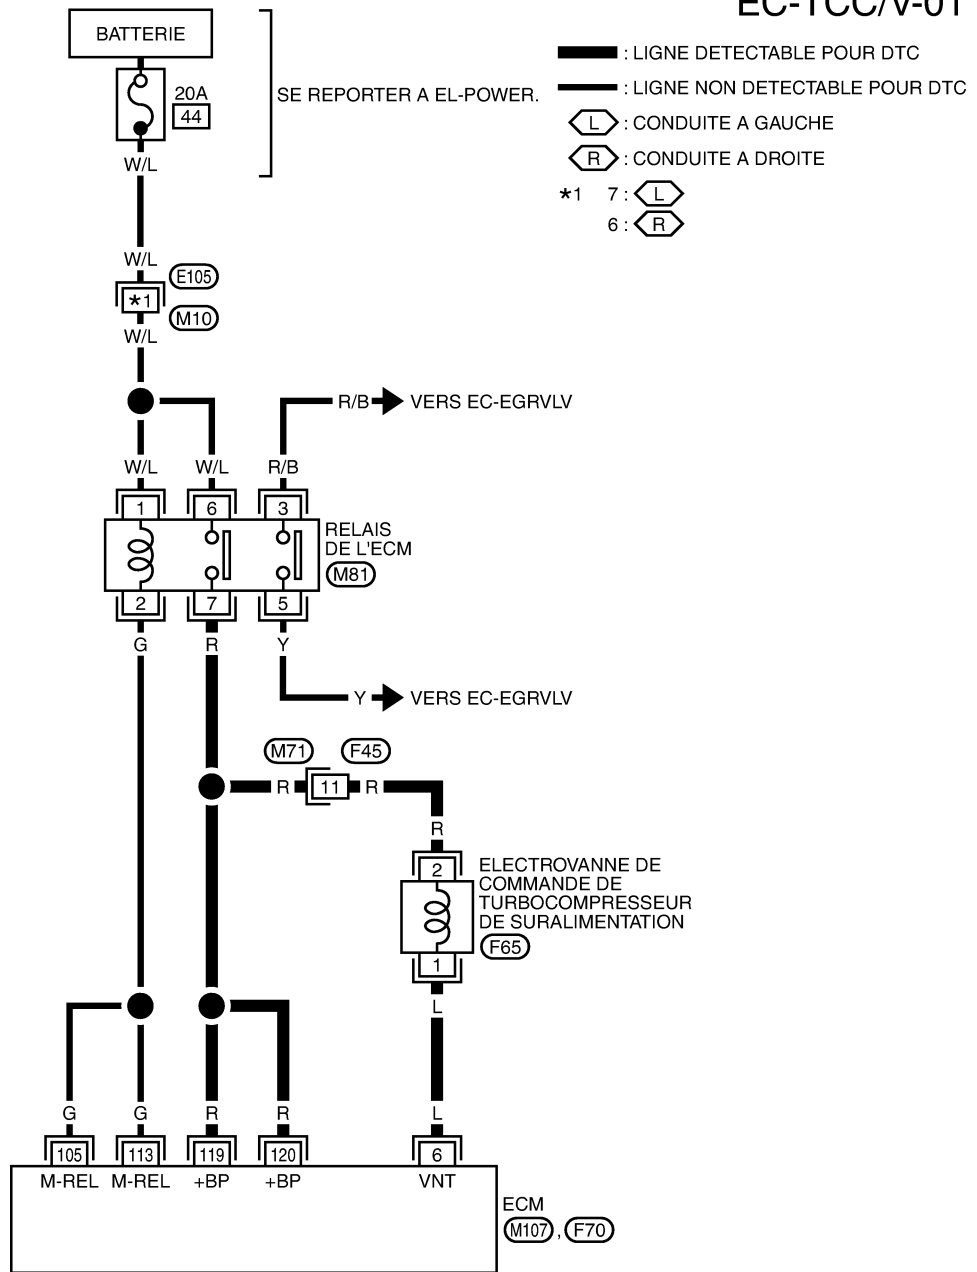 EC-TCC/V-01
BATTERIE
: LIGNE DETECTABLE POUR DTC
20A
SE REPORTER A EL-POWER.
: LIGNE NON DETECTABLE POUR DTC
44
L : CONDUITE A GAUCHE
W/L
R : CONDUITE A DROITE
*1 7 : L
6 : R
W/L
E105
*1
M10
W/L
R/B VERS EC-EGRVLV
W/L W/L R/B
1 6 3
RELAIS
DE L'ECM
M81
2 7 5
G R Y
Y VERS EC-EGRVLV
M71 F45
R 11 R
R
2
ELECTROVANNE DE
COMMANDE DE
TURBOCOMPRESSEUR
DE SURALIMENTATION
F65
1
L
G G R R L
105 113 119 120 6
M-REL M-REL +BP +BP VNT
ECM
M107 , F70